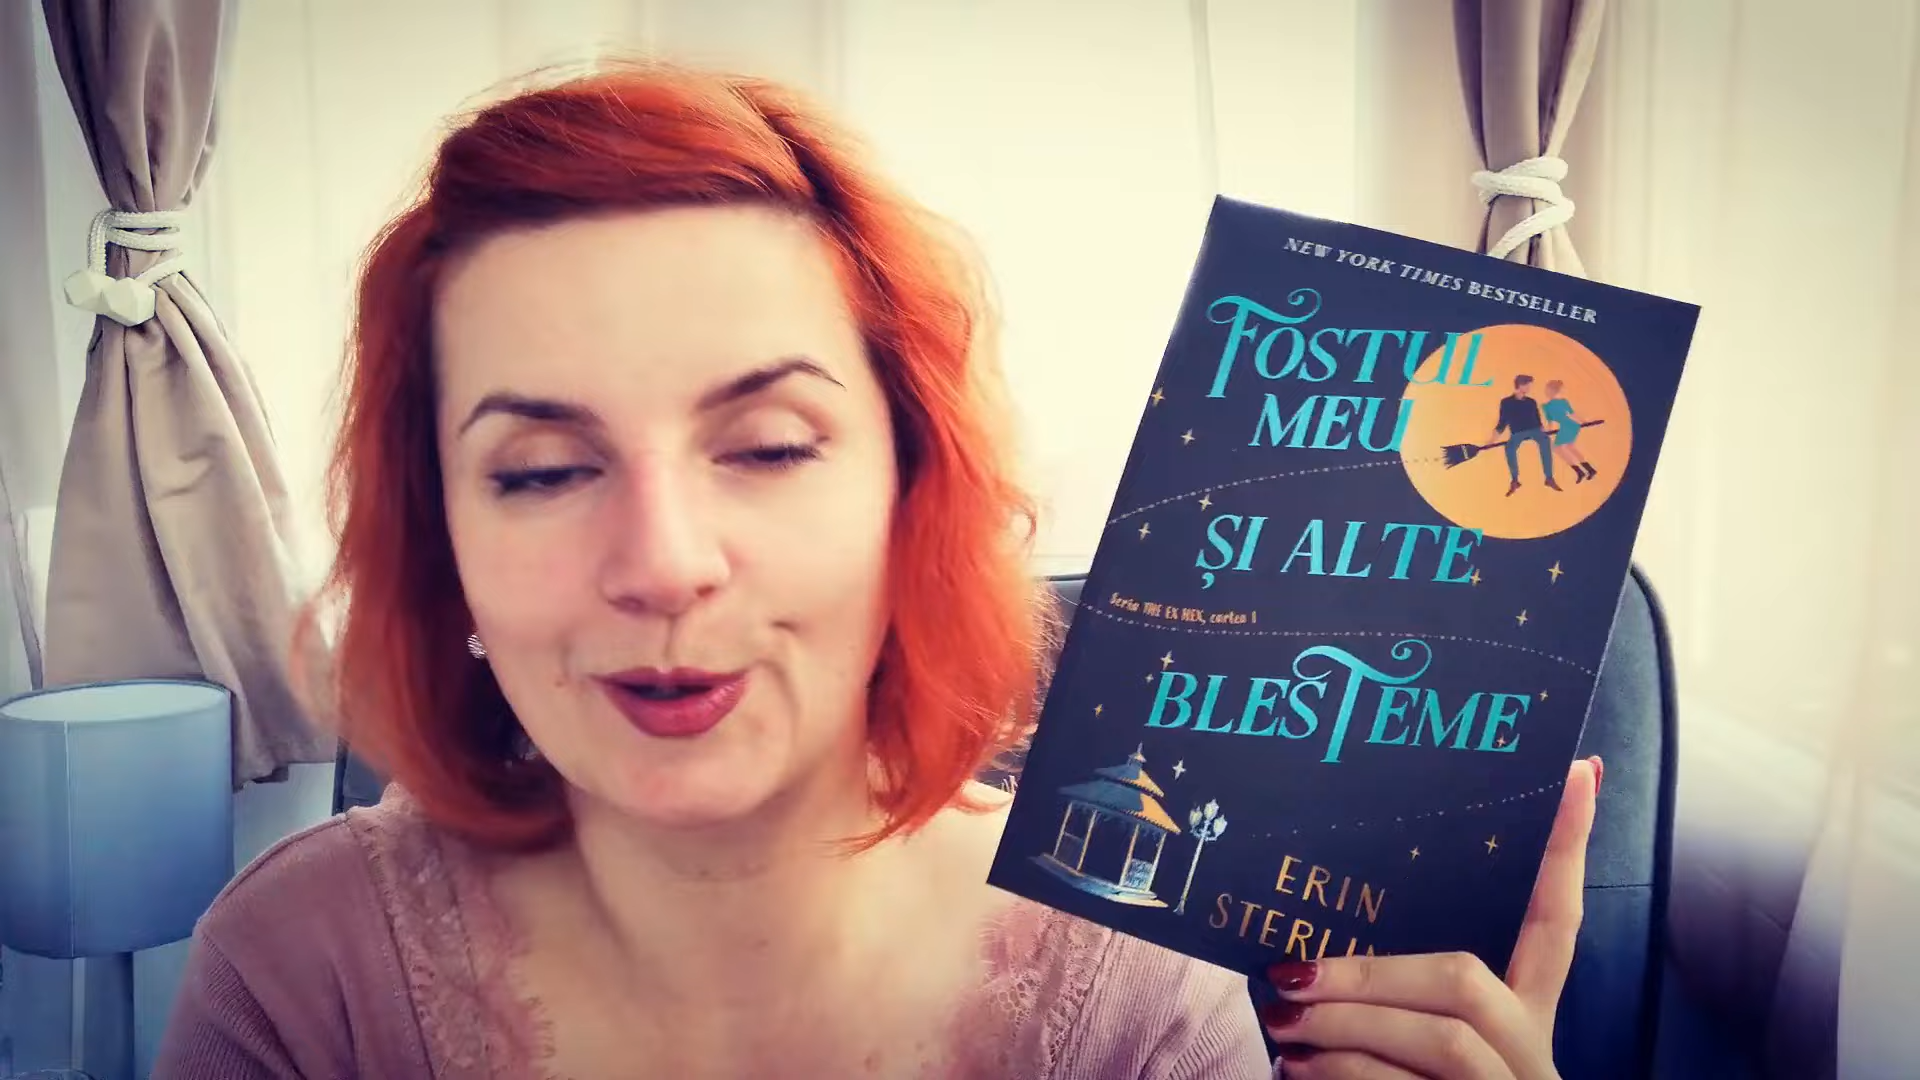 NEW YORK TIMES BESTSELLER
FOSTUL
MEU
ȘI ALTE
Seria THE EX HEX, cartea 1
BLESTEME
ERIN